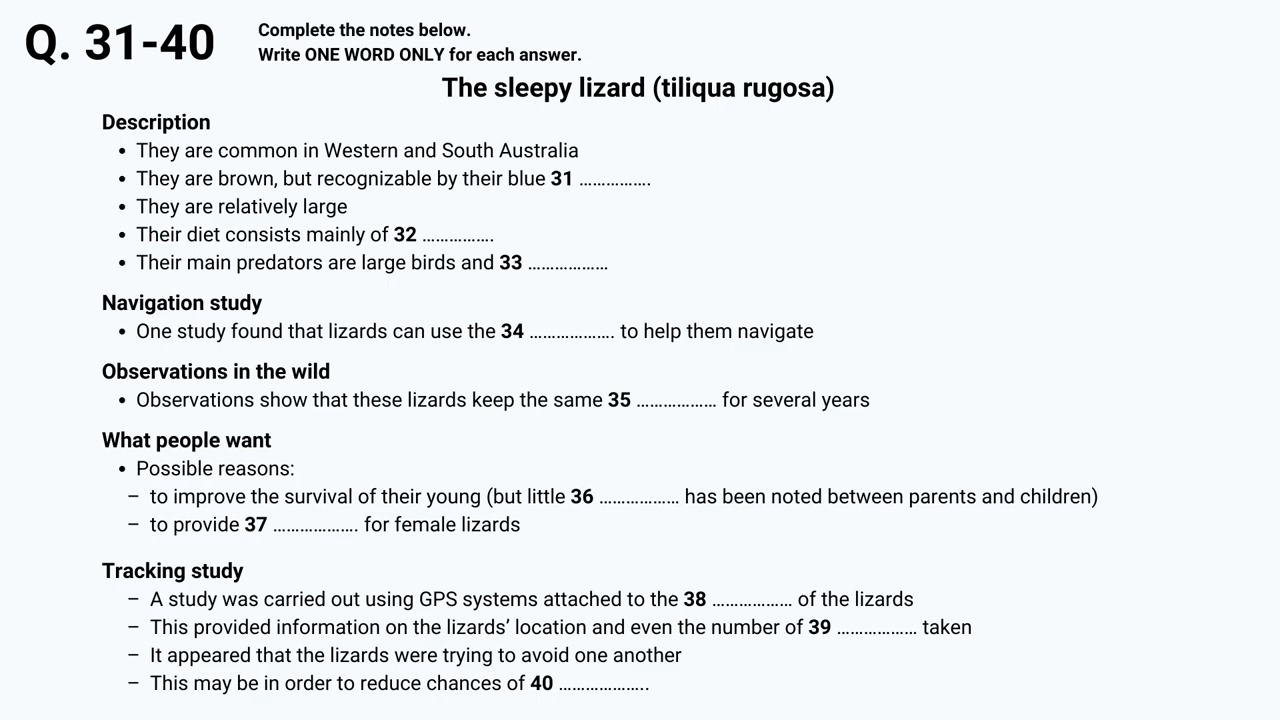 Q. 31-40
Complete the notes below.
Write ONE WORD ONLY for each answer.
The sleepy lizard (tiliqua rugosa)
Description
• They are common in Western and South Australia
• They are brown, but recognizable by their blue 31 …………….
• They are relatively large
• Their diet consists mainly of 32 …………….
• Their main predators are large birds and 33 ………………
Navigation study
• One study found that lizards can use the 34 ………………. to help them navigate
Observations in the wild
• Observations show that these lizards keep the same 35 ……………… for several years
What people want
• Possible reasons:
– to improve the survival of their young (but little 36 ……………… has been noted between parents and children)
– to provide 37 ………………. for female lizards
Tracking study
– A study was carried out using GPS systems attached to the 38 ……………… of the lizards
– This provided information on the lizards’ location and even the number of 39 ……………… taken
– It appeared that the lizards were trying to avoid one another
– This may be in order to reduce chances of 40 ………………..